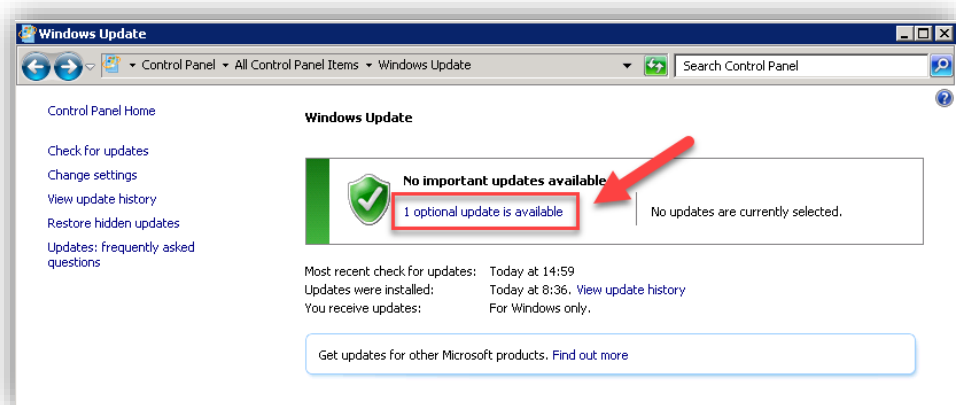 Windows Update
Control Panel All Control Panel Items Windows Update Search Control Panel
Control Panel Home
Check for updates
Change settings
View update history
Restore hidden updates
Updates: frequently asked
questions
Windows Update
No important updates available
1 optional update is available
No updates are currently selected.
Most recent check for updates: Today at 14:59
Updates were installed: Today at 8:36. View update history
You receive updates: For Windows only.
Get updates for other Microsoft products. Find out more